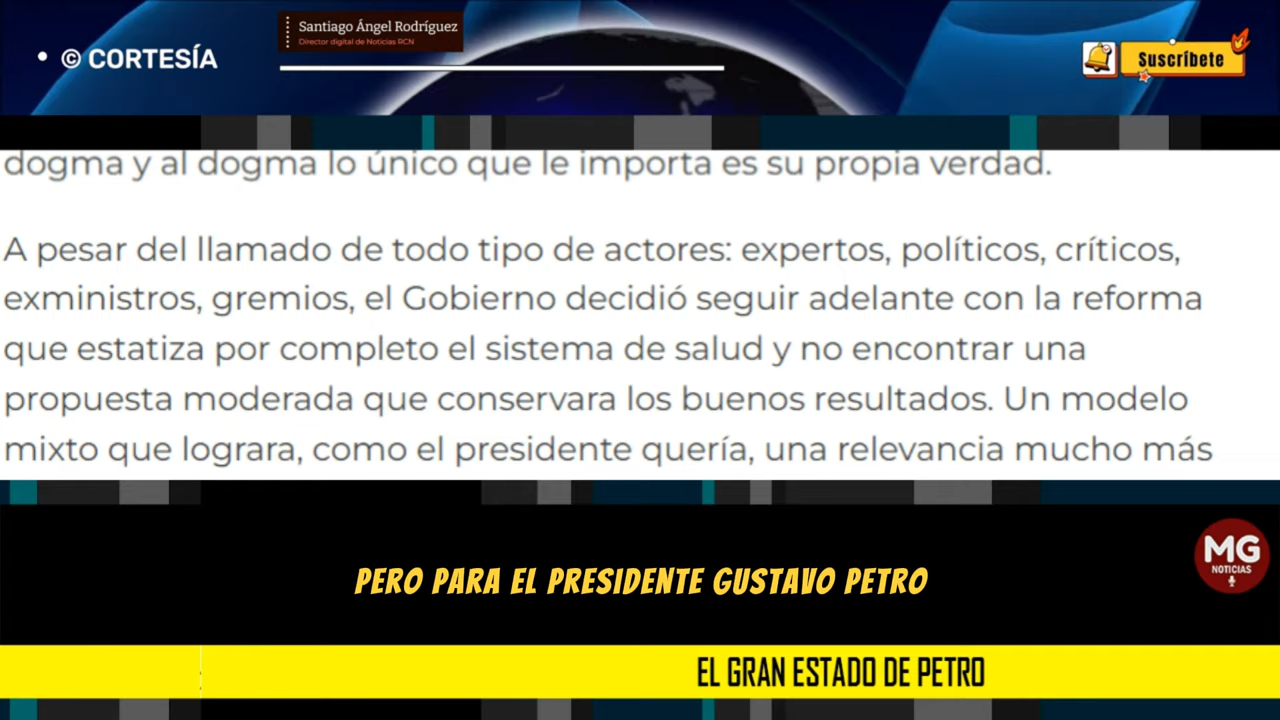 • © CORTESÍA
Santiago Ángel Rodríguez
Director digital de Noticias RCN
Suscríbete
dogma y al dogma lo único que le importa es su propia verdad.
A pesar del llamado de todo tipo de actores: expertos, políticos, críticos,
exministros, gremios, el Gobierno decidió seguir adelante con la reforma
que estatiza por completo el sistema de salud y no encontrar una
propuesta moderada que conservara los buenos resultados. Un modelo
mixto que lograra, como el presidente quería, una relevancia mucho más
MG
NOTICIAS
PERO PARA EL PRESIDENTE GUSTAVO PETRO
EL GRAN ESTADO DE PETRO